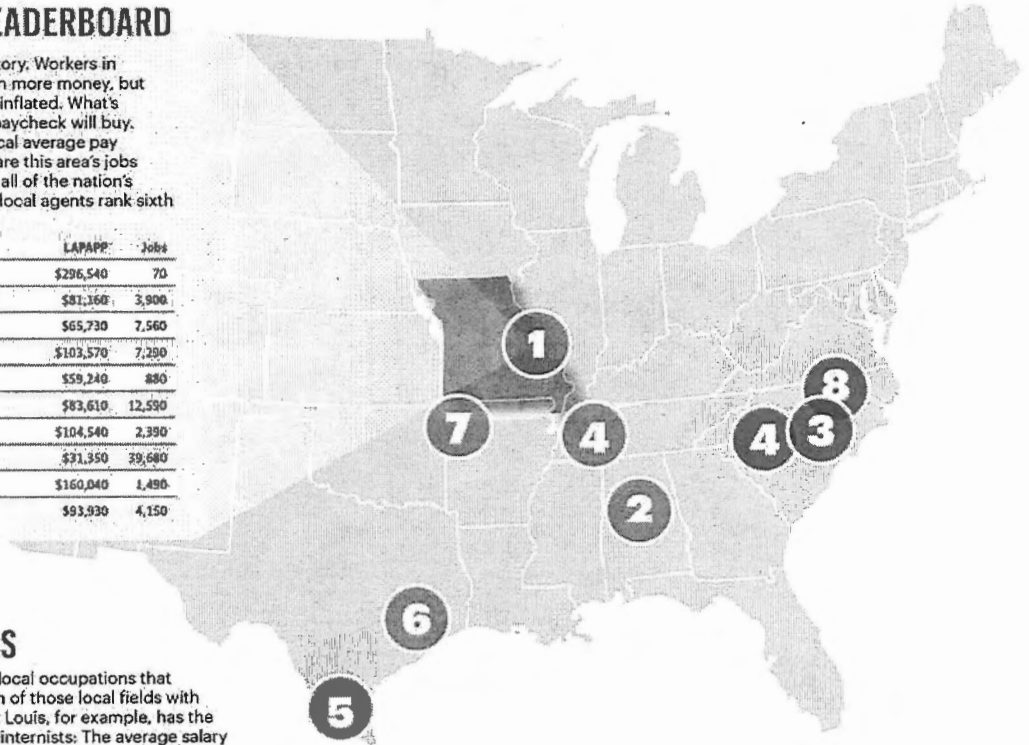 EADERBOARD
ory. Workers in
n more money, but
inflated. What's
paycheck will buy.
cal average pay
are this area's jobs
all of the nation's
local agents rank sixth
LAPAPP Jobs
$296,540 70
$81,160 3,900
$65,730 7,560
$103,570 7,290
$59,240 880
$83,610 12,590
$104,540 2,390
$31,350 39,680
$160,040 1,490
$93,930 4,150
1
8
7
4
4
3
2
6
5
S
local occupations that
n of those local fields with
Louis, for example, has the
internists: The average salary